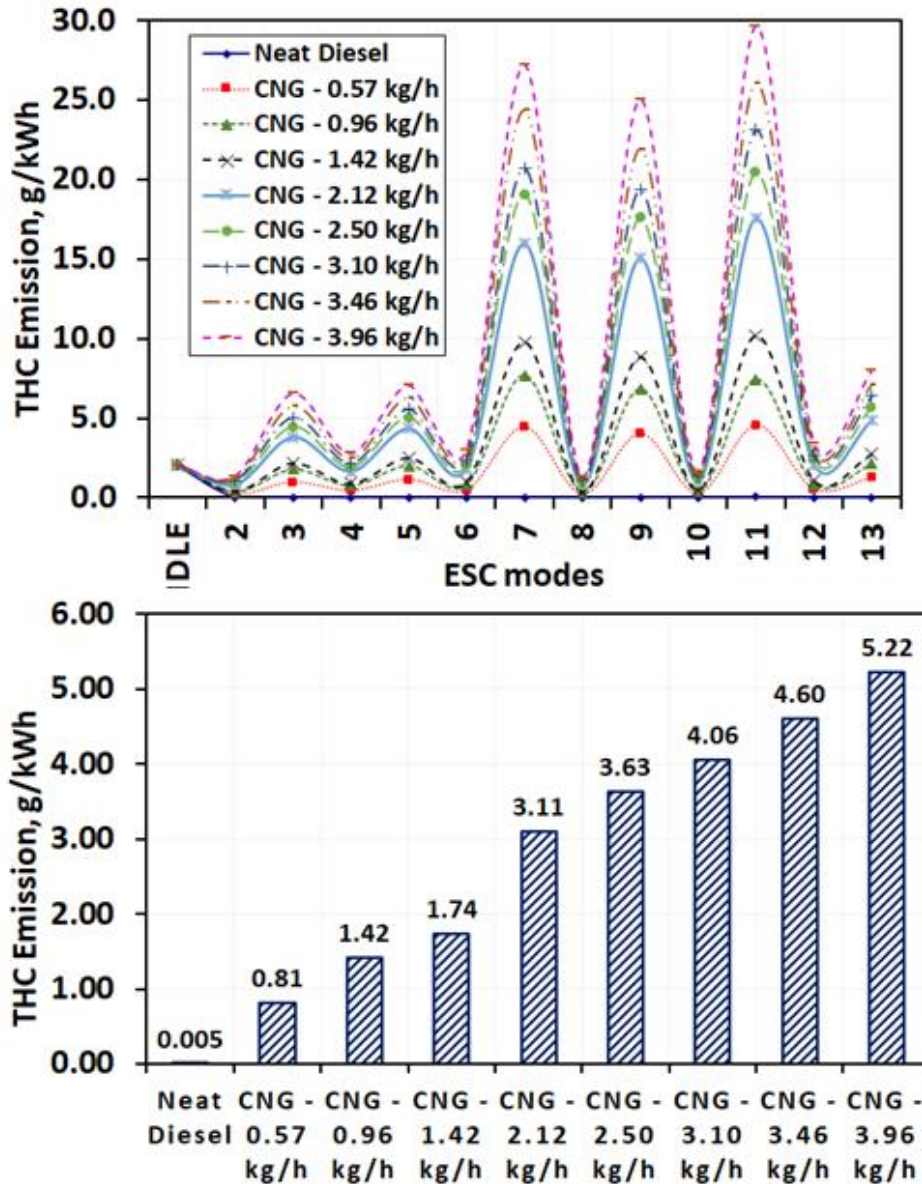 30.0
25.0
20.0
15.0
10.0
5.0
0.0
THC Emission, g/kWh
Neat Diesel
CNG - 0.57 kg/h
CNG - 0.96 kg/h
CNG - 1.42 kg/h
CNG - 2.12 kg/h
CNG - 2.50 kg/h
CNG - 3.10 kg/h
CNG - 3.46 kg/h
CNG - 3.96 kg/h
IDLE 2 3 4 5 6 7 8 9 10 11 12 13
ESC modes
6.00
5.00
4.00
3.00
2.00
1.00
0.00
THC Emission, g/kWh
0.005
0.81
1.42
1.74
3.11
3.63
4.06
4.60
5.22
Neat CNG - CNG - CNG - CNG - CNG - CNG - CNG - CNG -
Diesel 0.57 0.96 1.42 2.12 2.50 3.10 3.46 3.96
kg/h kg/h kg/h kg/h kg/h kg/h kg/h kg/h